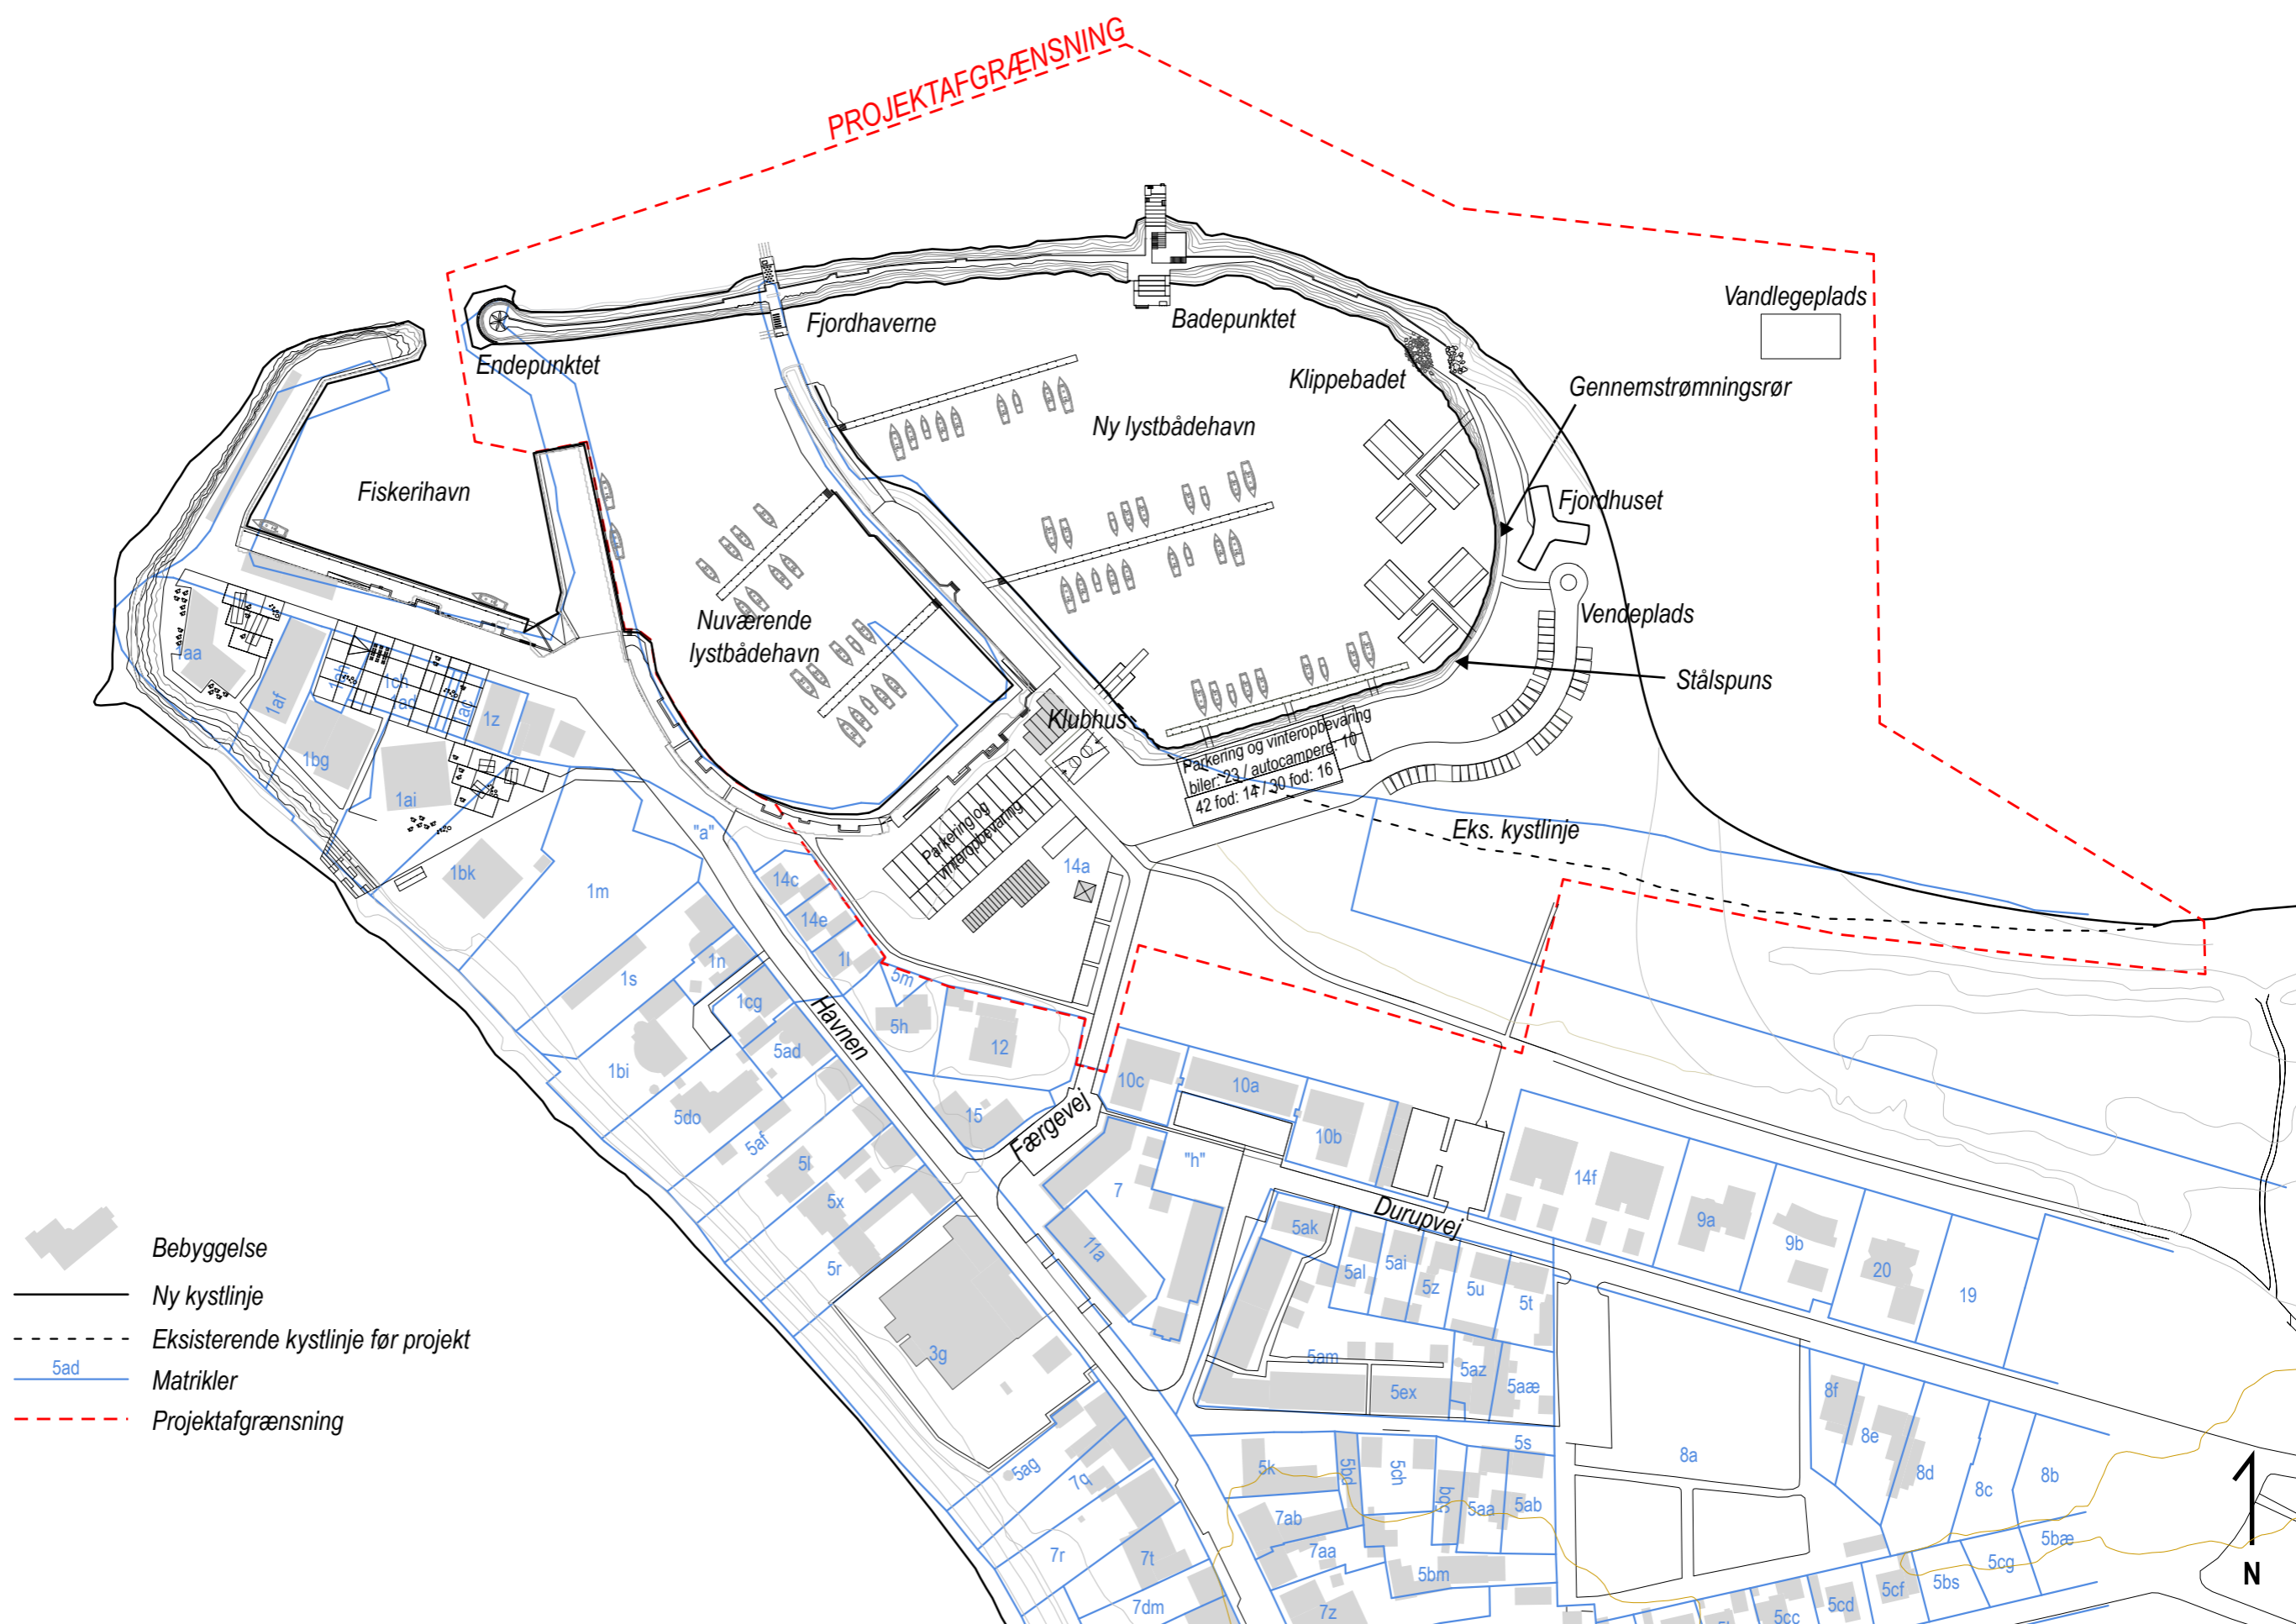 PROJEKTAFGRÆNSNING
Vandlegeplads
Fjordhaverne
Badepunktet
Endepunktet
Klippebadet
Gennemstrømningsrør
Ny lystbådehavn
Fiskerihavn
Fjordhuset
Nuværende
lystbådehavn
Vendeplads
Stålspuns
Klubhus
Parkering og vinteropbevaring
biler: 23 / autocampere: 10
42 fod: 14 / 30 fod: 16
Parkering og
vinteropbevaring
Eks. kystlinje
1aa
1af
1ah
1ch
1ad
1ac
1z
1bg
1ai
1bk
"a"
1m
14c
14e
14a
1l
5m
1n
1s
1cg
5h
12
5ad
1bi
5do
5af
15
Havnen
Færgevej
10c
10a
10b
5l
5x
5r
"h"
7
11a
14f
Durupvej
9a
9b
20
19
5ak
5al
5ai
5z
5u
5t
3g
5am
5ex
5az
5aæ
8f
8e
8d
8c
8b
8a
5ag
7q
5s
5k
5bd
5ch
5bq
5aa
5ab
7ab
7aa
7r
7t
7dm
5bm
7z
5bæ
5cg
5bs
5cf
5cd
5cc
Bebyggelse
Ny kystlinje
Eksisterende kystlinje før projekt
5ad
Matrikler
Projektafgrænsning
N